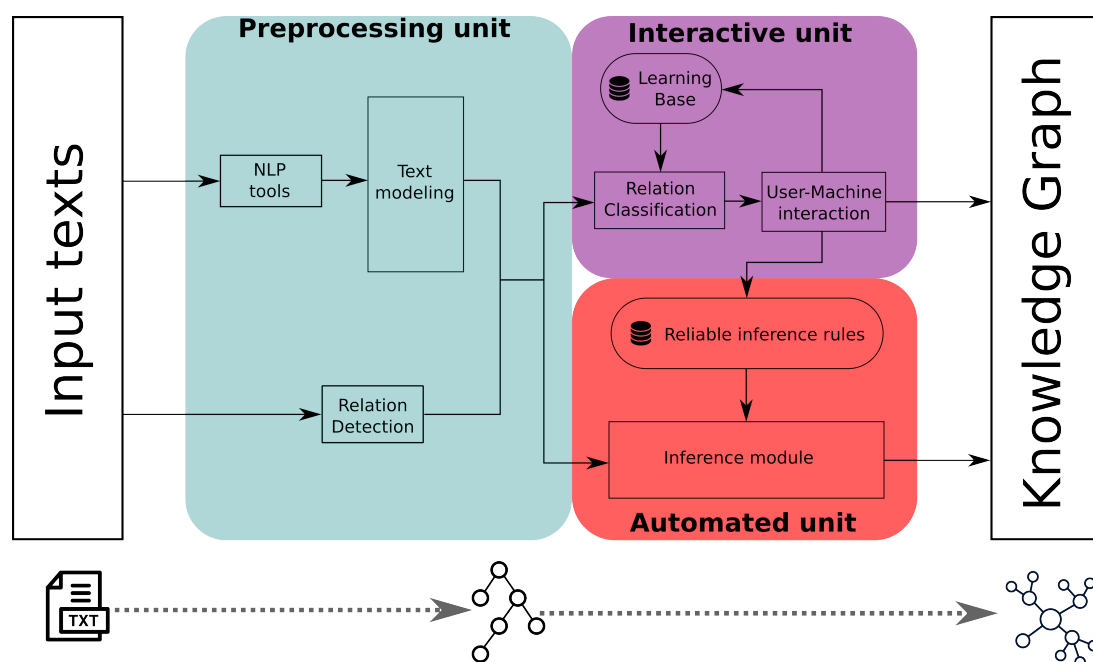 Input texts
Preprocessing unit
NLP
tools
Text
modeling
Relation
Detection
Interactive unit
Learning
Base
Relation
Classification
User-Machine
interaction
Reliable inference rules
Inference module
Automated unit
Knowledge Graph
TXT